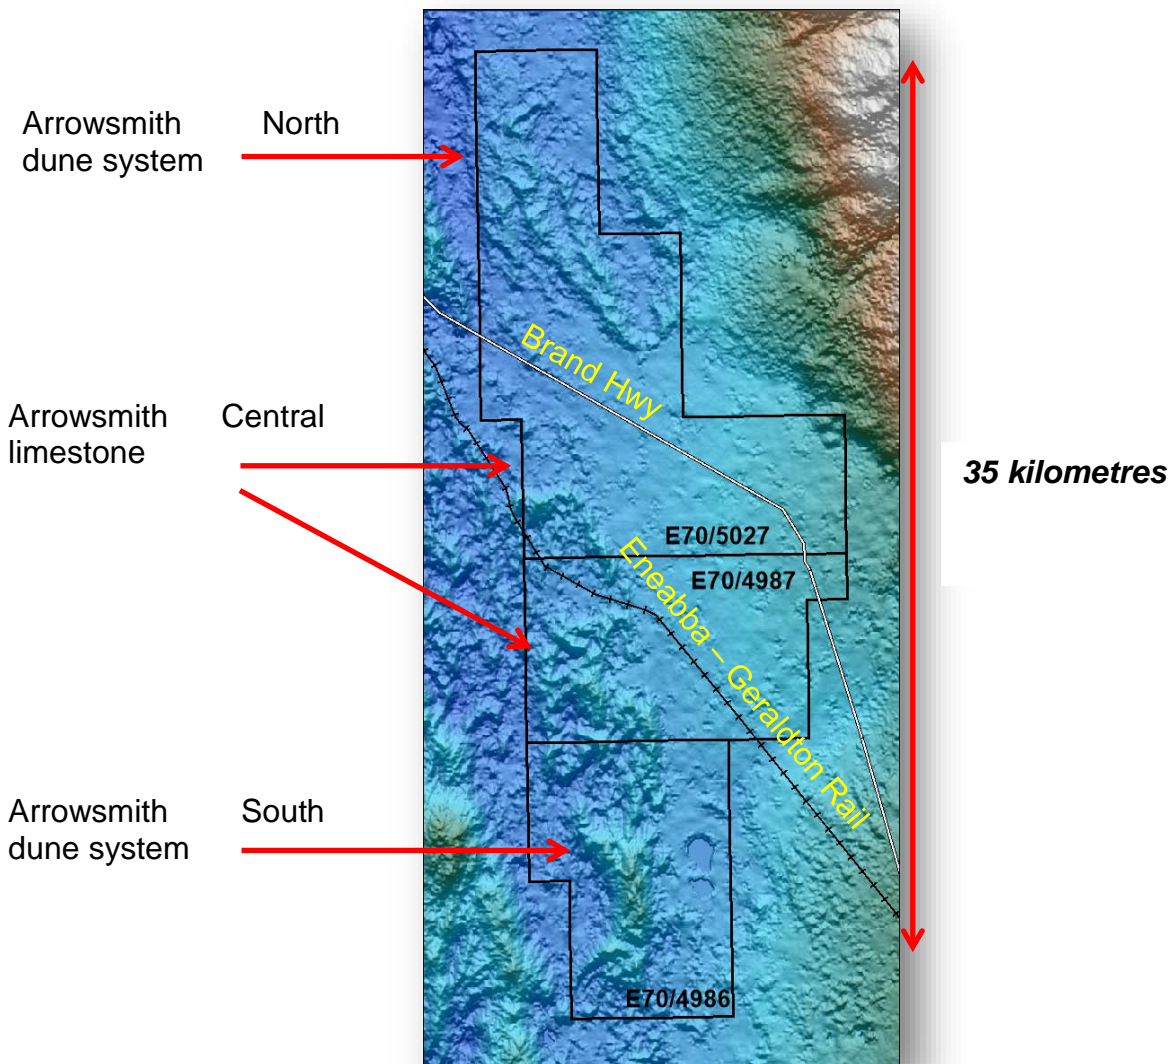 Arrowsmith North
dune system
Brand Hwy
Arrowsmith Central
limestone
35 kilometres
E70/5027
E70/4987
Eneabba – Geraldton Rail
Arrowsmith South
dune system
E70/4986